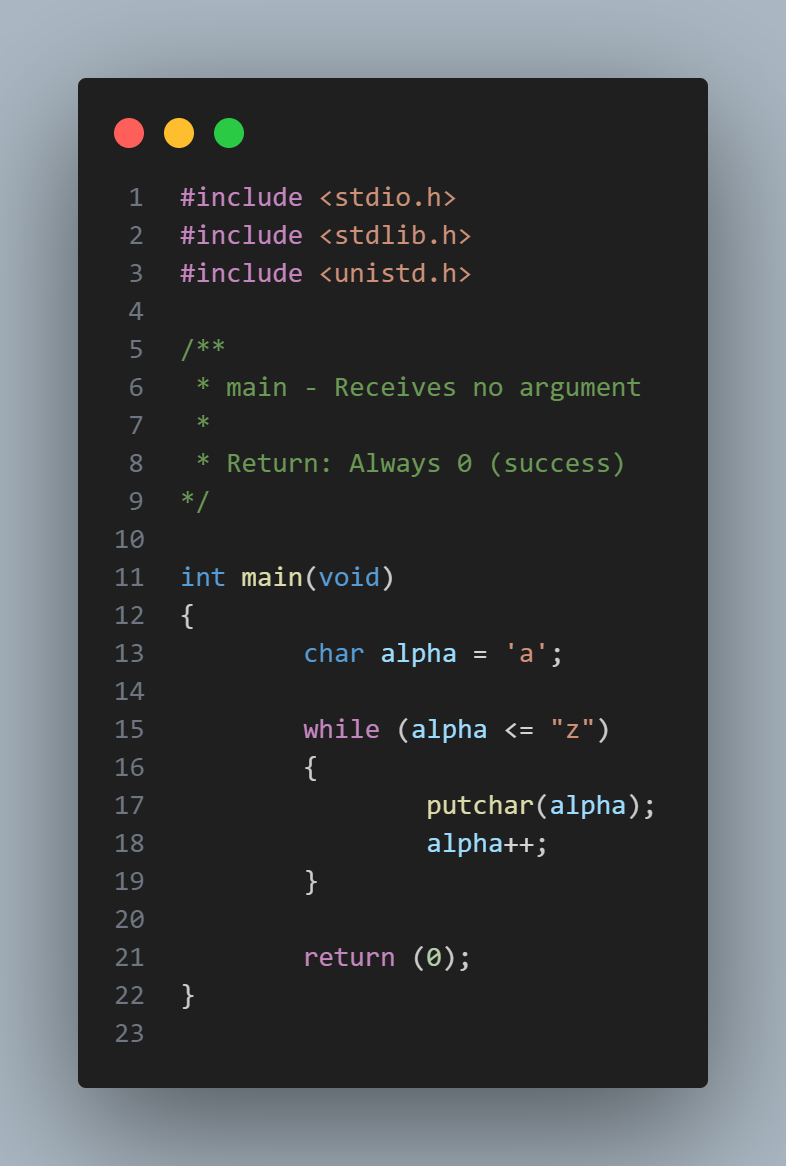 1 #include <stdio.h>
2 #include <stdlib.h>
3 #include <unistd.h>
4
5 /**
6  * main - Receives no argument
7  *
8  * Return: Always 0 (success)
9 */
10
11 int main(void)
12 {
13         char alpha = 'a';
14
15         while (alpha <= "z")
16         {
17                 putchar(alpha);
18                 alpha++;
19         }
20
21         return (0);
22 }
23